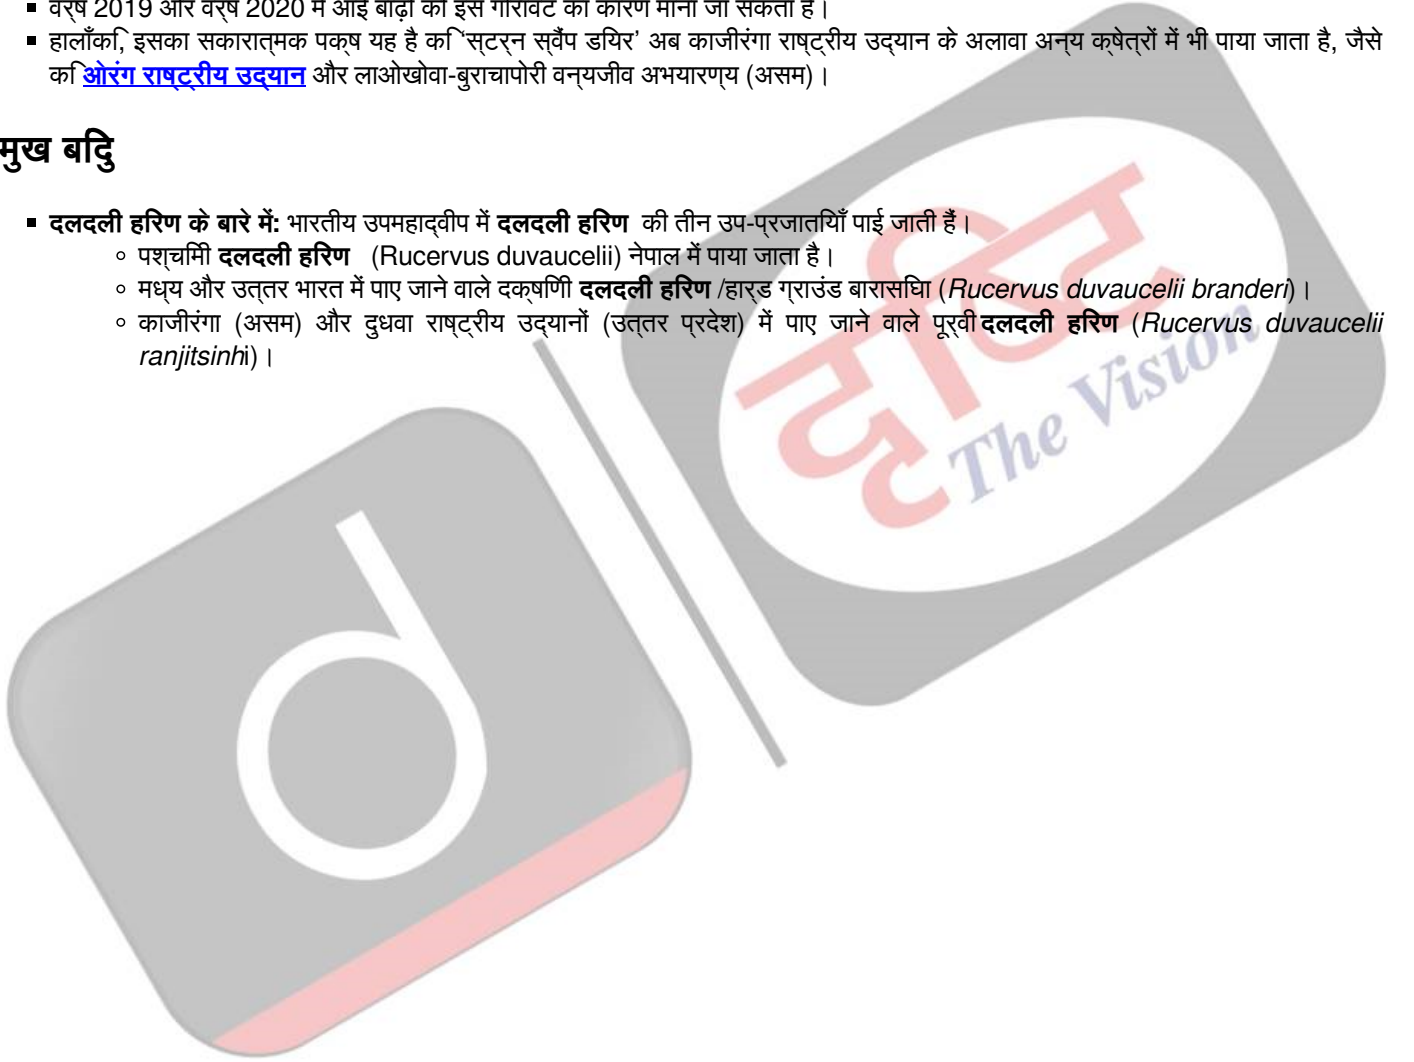 वर्ष 2019 और वर्ष 2020 में आई बाढ़ों को इस गिरावट का कारण माना जा सकता है।
हालाँकि, इसका सकारात्मक पक्ष यह है कि 'स्टर्न स्वैंप डियर' अब काजीरंगा राष्ट्रीय उद्यान के अलावा अन्य क्षेत्रों में भी पाया जाता है, जैसे
कि ओरंग राष्ट्रीय उद्यान और लाओखोवा-बुराचापोरी वन्यजीव अभयारण्य (असम)।
मुख बिंदु
दलदली हरिण के बारे में: भारतीय उपमहाद्वीप में दलदली हरिण की तीन उप-प्रजातियाँ पाई जाती हैं।
पश्चिमी दलदली हरिण (Rucervus duvaucelii) नेपाल में पाया जाता है।
मध्य और उत्तर भारत में पाए जाने वाले दक्षिणी दलदली हरिण /हार्ड ग्राउंड बारासिंघा (Rucervus duvaucelii branderi)।
काजीरंगा (असम) और दुधवा राष्ट्रीय उद्यानों (उत्तर प्रदेश) में पाए जाने वाले पूर्वी दलदली हरिण (Rucervus duvaucelii
ranjitsinhi)।
दृष्टि
The Vision